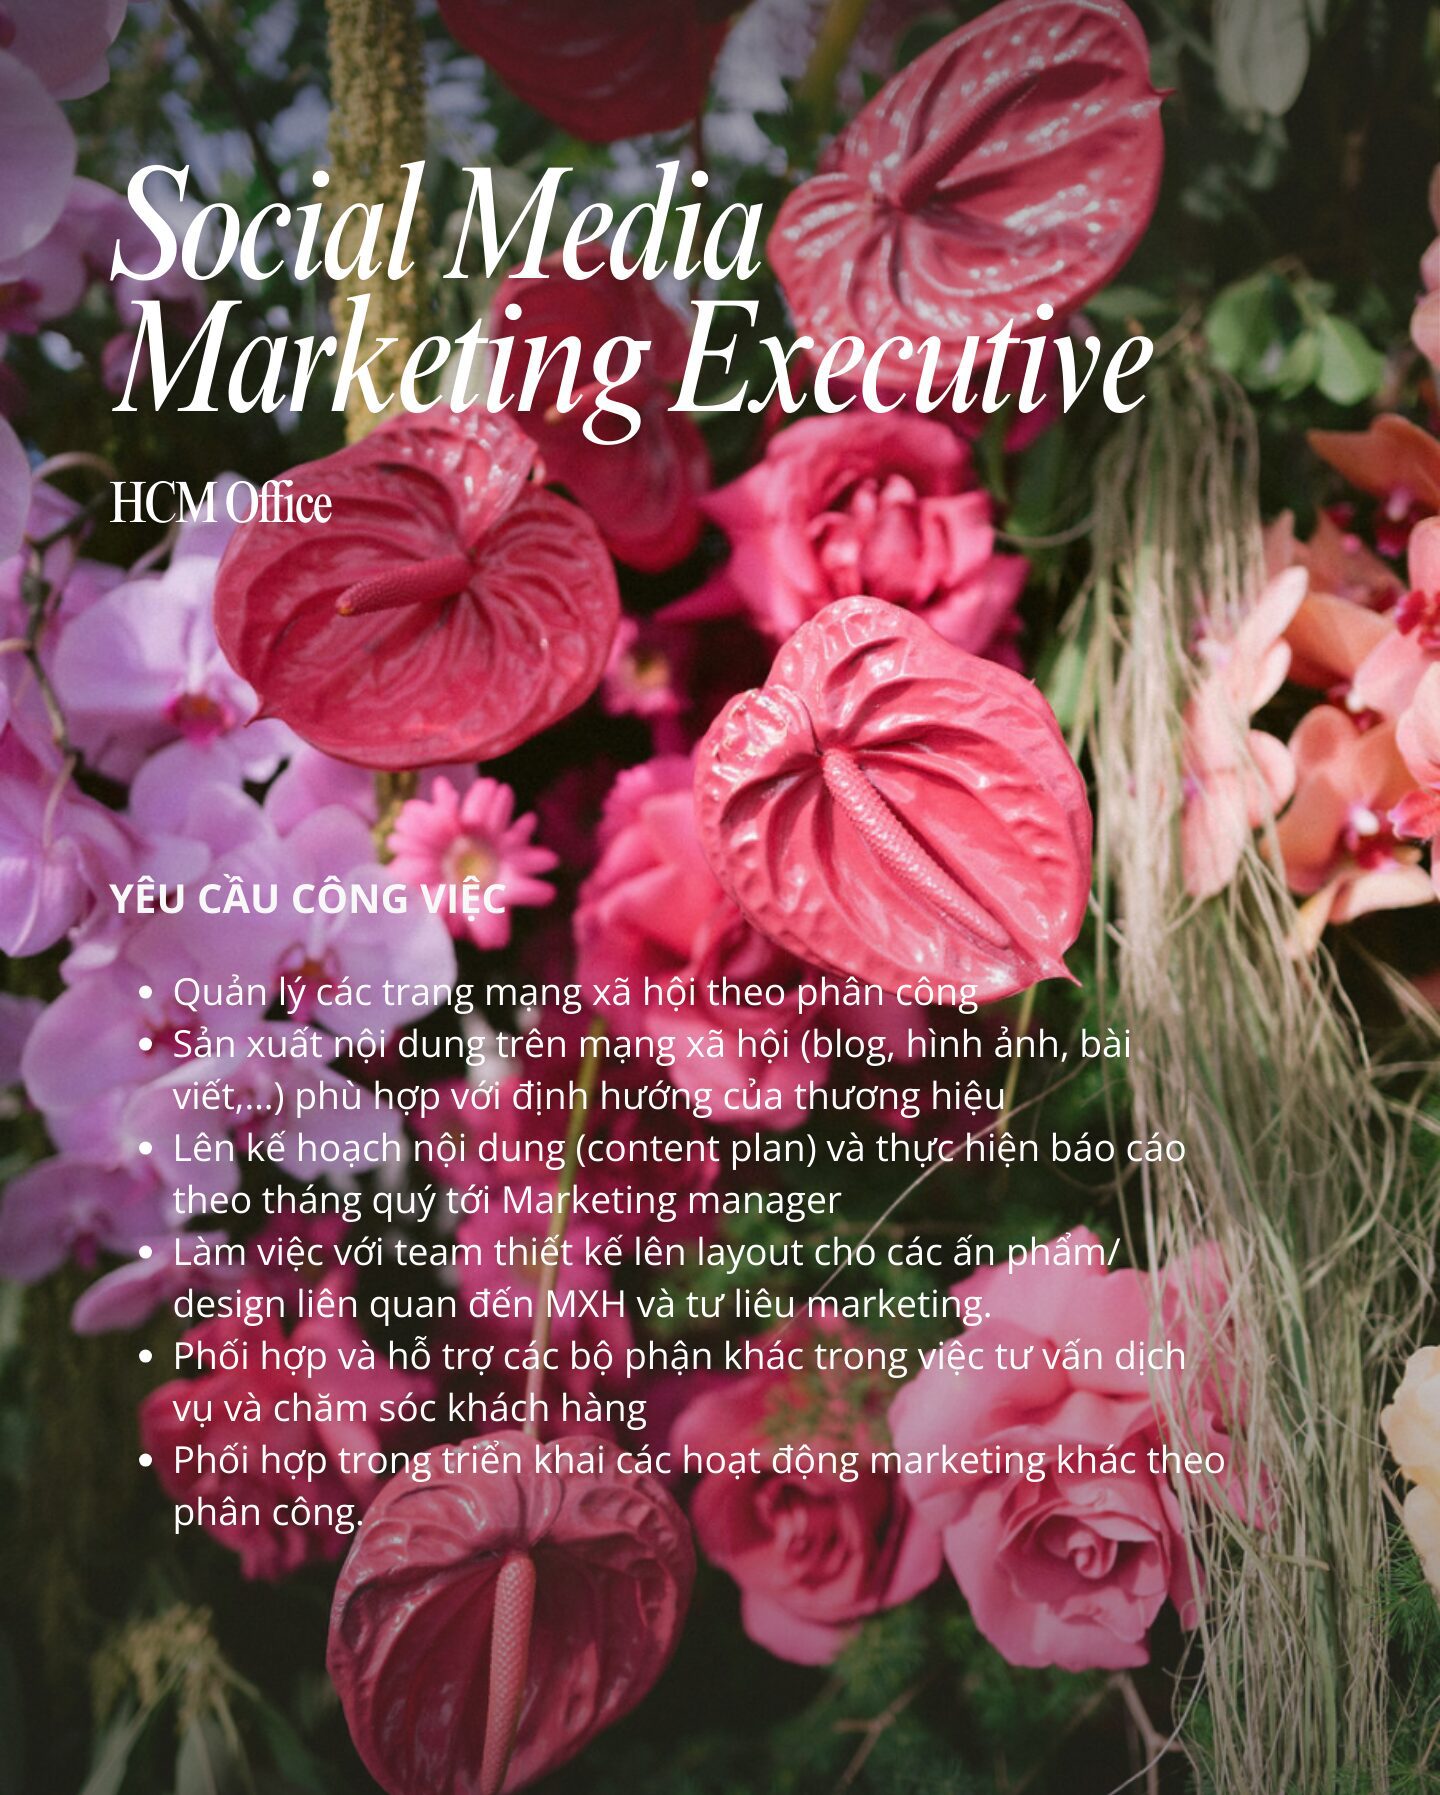 Social Media
Marketing Executive
HCM Office
YÊU CẦU CÔNG VIỆC
• Quản lý các trang mạng xã hội theo phân công
• Sản xuất nội dung trên mạng xã hội (blog, hình ảnh, bài
viết,...) phù hợp với định hướng của thương hiệu
• Lên kế hoạch nội dung (content plan) và thực hiện báo cáo
theo tháng quý tới Marketing manager
• Làm việc với team thiết kế lên layout cho các ấn phẩm/
design liên quan đến MXH và tư liêu marketing.
• Phối hợp và hỗ trợ các bộ phận khác trong việc tư vấn dịch
vụ và chăm sóc khách hàng
• Phối hợp trong triển khai các hoạt động marketing khác theo
phân công.